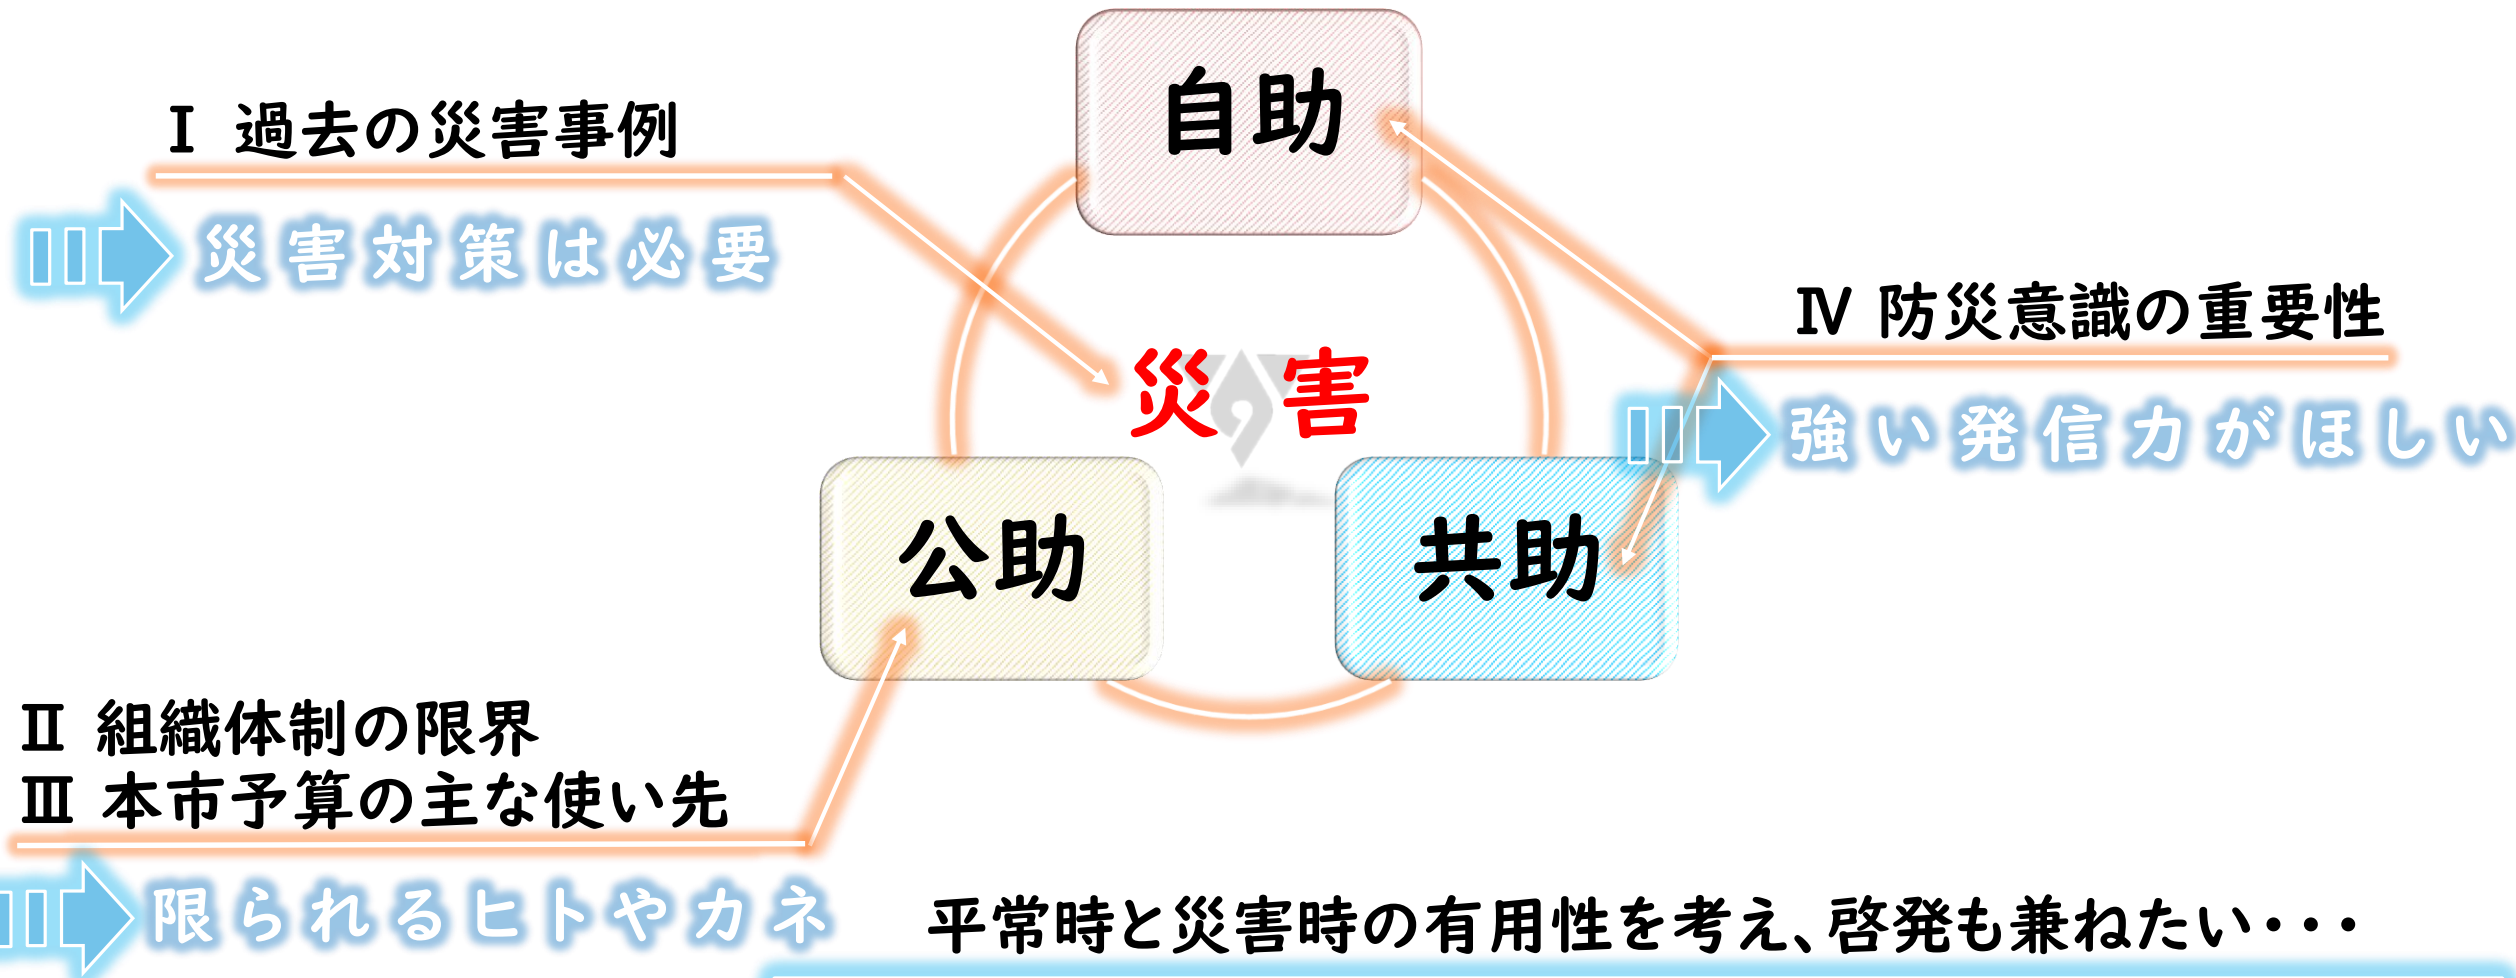 自助
Ⅰ 過去の災害事例
災害対策は必要
Ⅳ 防災意識の重要性
災害
強い発信力がほしい
公助
共助
Ⅱ 組織体制の限界
Ⅲ 本市予算の主な使い先
限られるヒトやカネ
平常時と災害時の有用性を考え、啓発も兼ねたい・・・